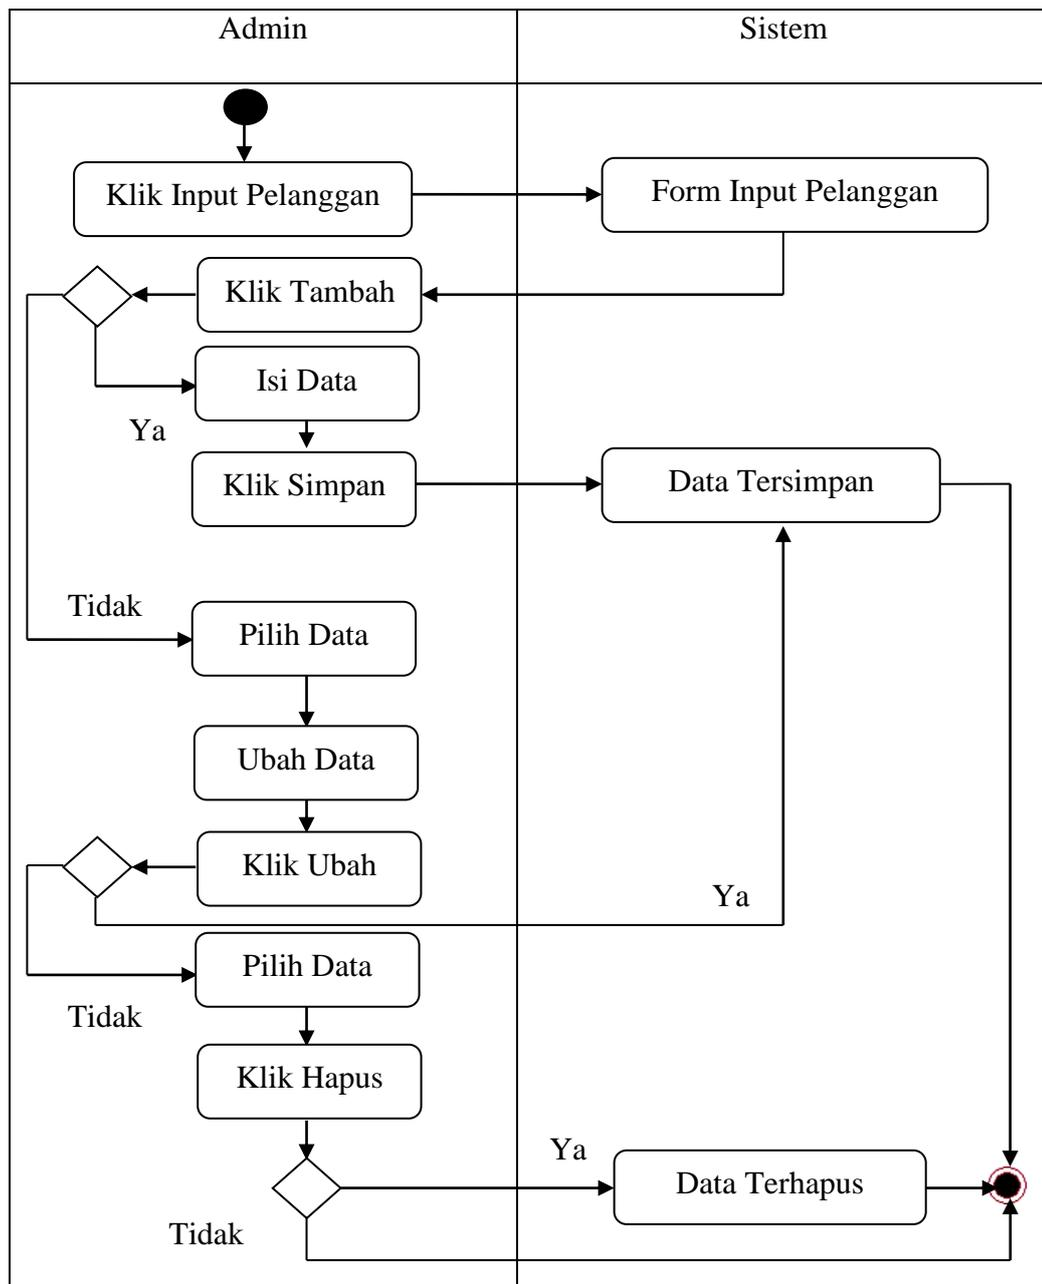 Admin
Sistem
Klik Input Pelanggan
Form Input Pelanggan
Klik Tambah
Isi Data
Ya
Klik Simpan
Data Tersimpan
Tidak
Pilih Data
Ubah Data
Klik Ubah
Ya
Pilih Data
Tidak
Klik Hapus
Ya
Data Terhapus
Tidak